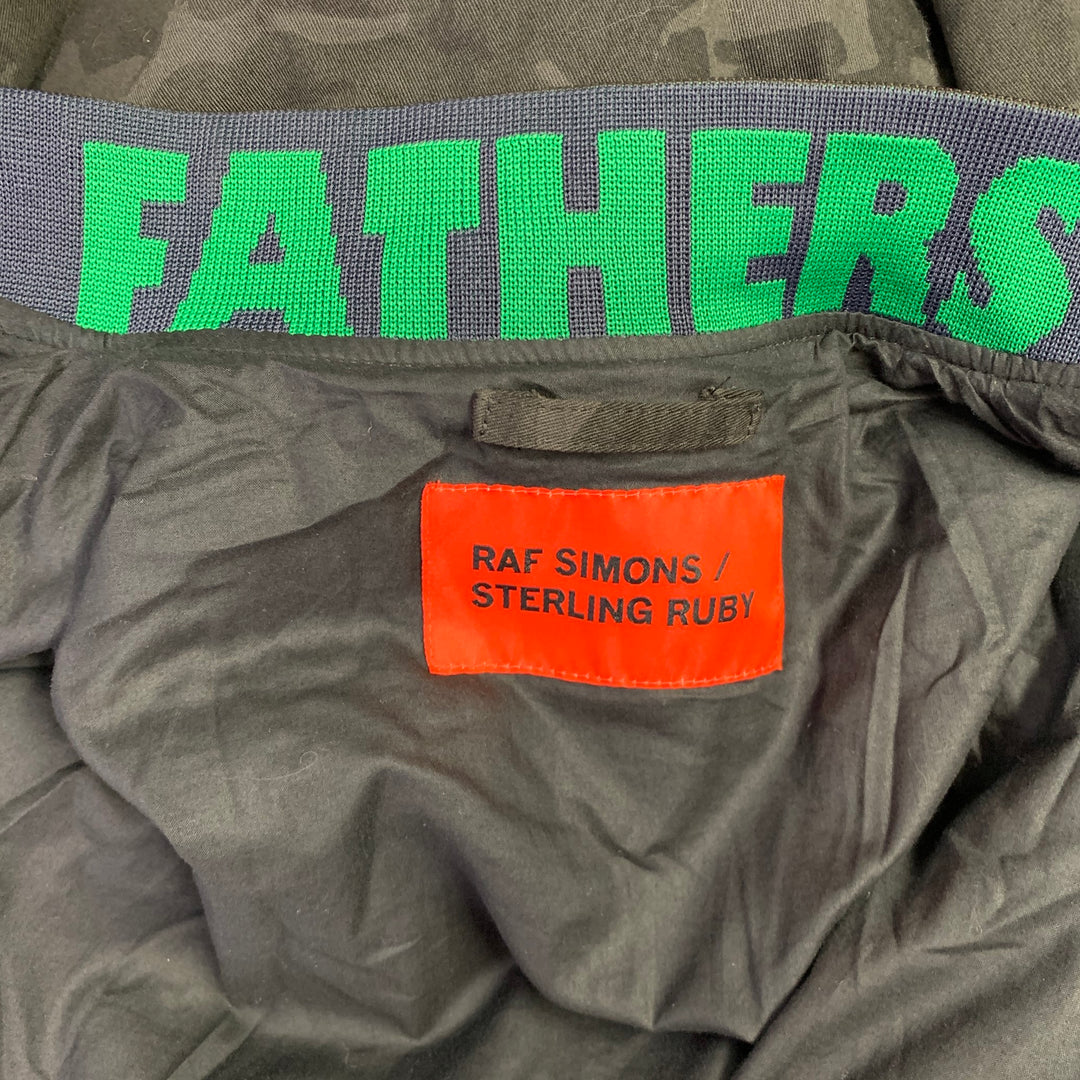 FATHERS
RAF SIMONS /
STERLING RUBY